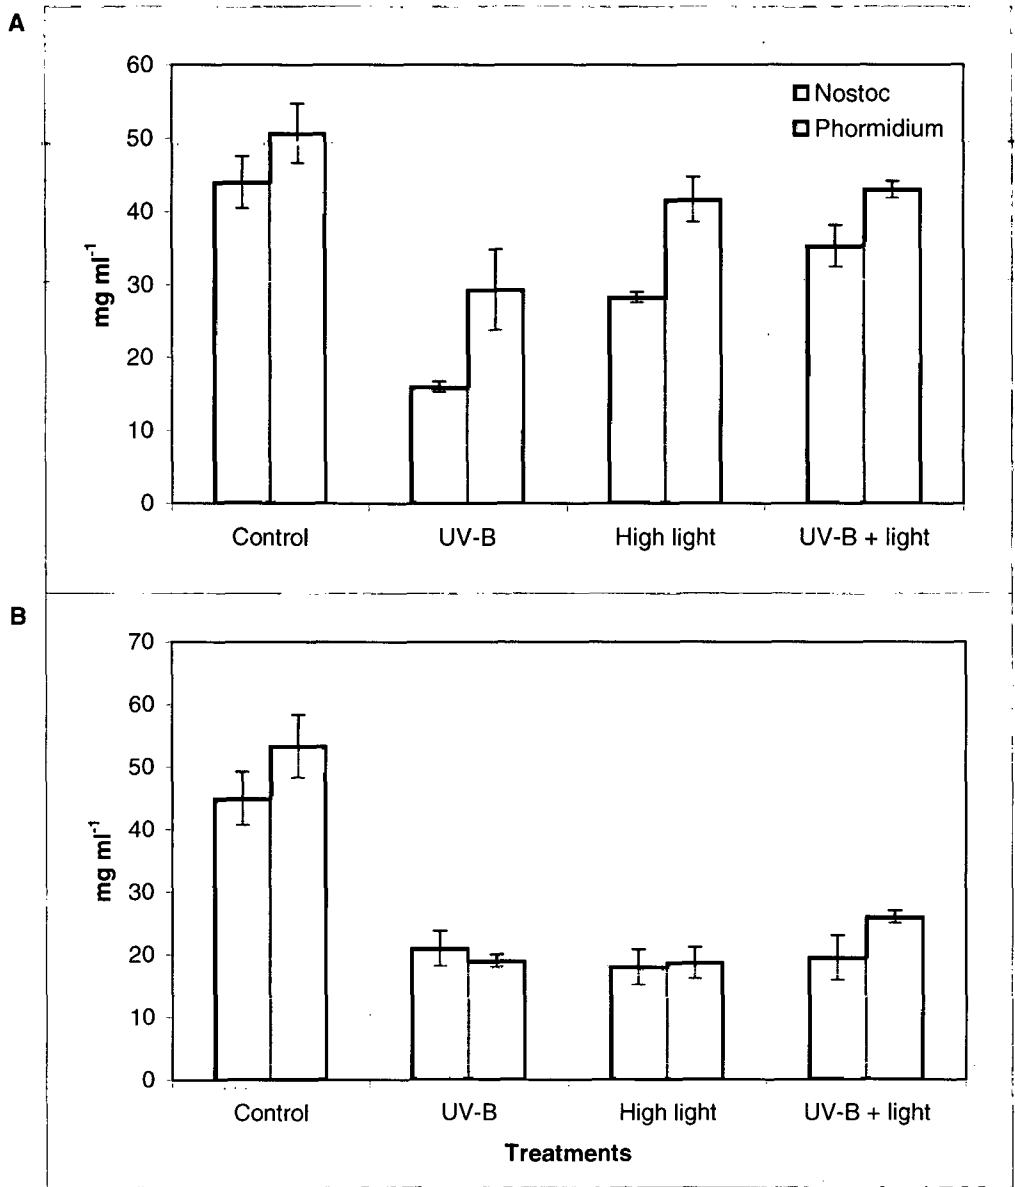 A
60
50
40
30
20
10
0
mg ml⁻¹
Nostoc
Phormidium
Control UV-B High light UV-B + light
B
70
60
50
40
30
20
10
0
mg ml⁻¹
Control UV-B High light UV-B + light
Treatments